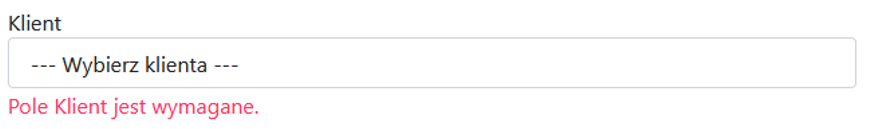 Klient
--- Wybierz klienta ---
Pole Klient jest wymagane.